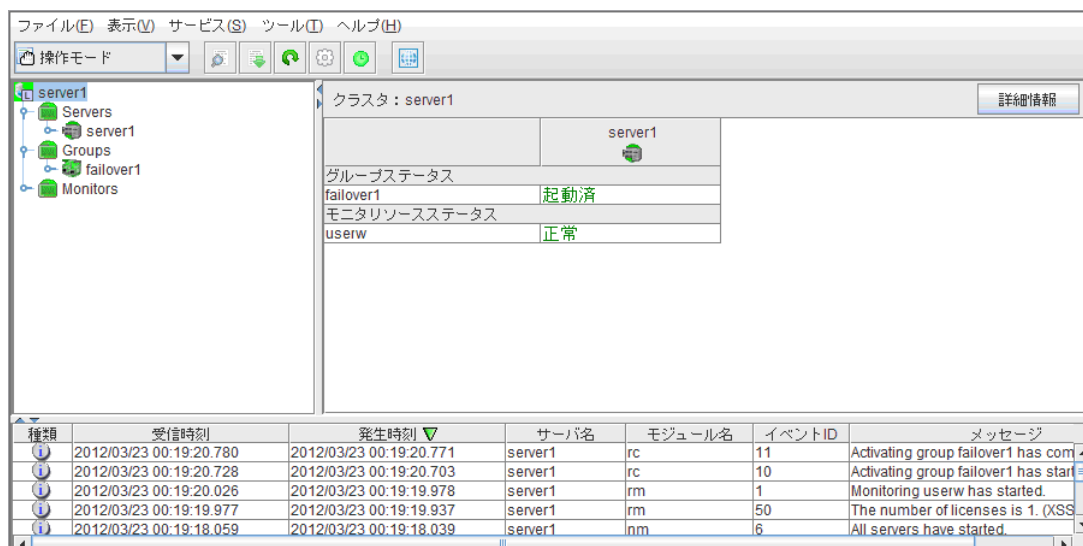 ファイル(F) 表示(V) サービス(S) ツール(T) ヘルプ(H)
操作モード
server1
Servers
server1
Groups
failover1
Monitors
クラスタ : server1 詳細情報
server1
グループステータス
failover1 起動済
モニタリソースステータス
userw 正常
種類 受信時刻 発生時刻 サーバ名 モジュール名 イベントID メッセージ
2012/03/23 00:19:20.780 2012/03/23 00:19:20.771 server1 rc 11 Activating group failover1 has com
2012/03/23 00:19:20.728 2012/03/23 00:19:20.703 server1 rc 10 Activating group failover1 has start
2012/03/23 00:19:20.026 2012/03/23 00:19:19.978 server1 rm 1 Monitoring userw has started.
2012/03/23 00:19:19.977 2012/03/23 00:19:19.937 server1 rm 50 The number of licenses is 1. (XSS
2012/03/23 00:19:18.059 2012/03/23 00:19:18.039 server1 nm 6 All servers have started.